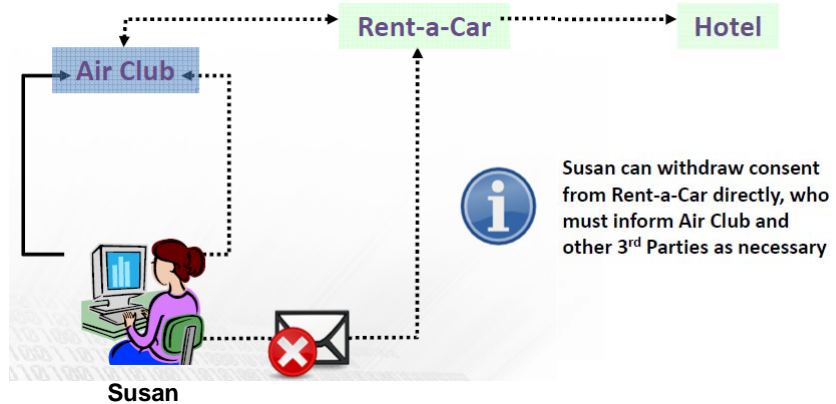 Rent-a-Car
Hotel
Air Club
Susan can withdraw consent
from Rent-a-Car directly, who
must inform Air Club and
other 3rd Parties as necessary
Susan